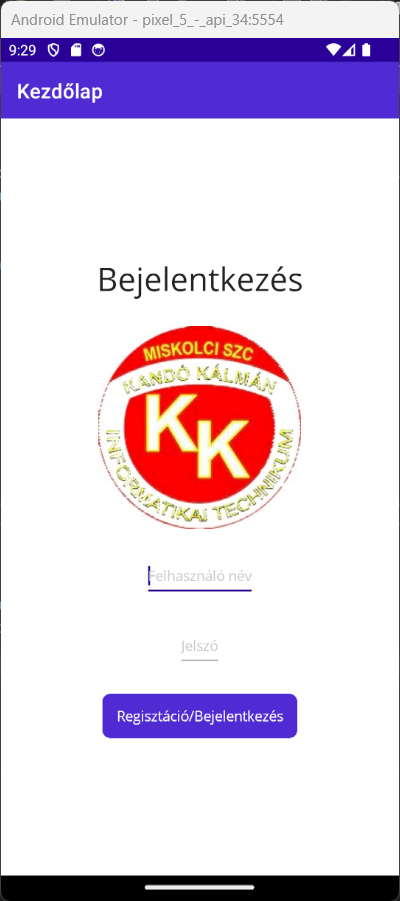 Android Emulator - pixel_5_-_api_34:5554
9:29
Kezdőlap
Bejelentkezés
MISKOLCI SZC
KANDÓ KÁLMÁN
KK
INFORMATIKAI TECHNIKUM
Felhasználó név
Jelszó
Regisztáció/Bejelentkezés